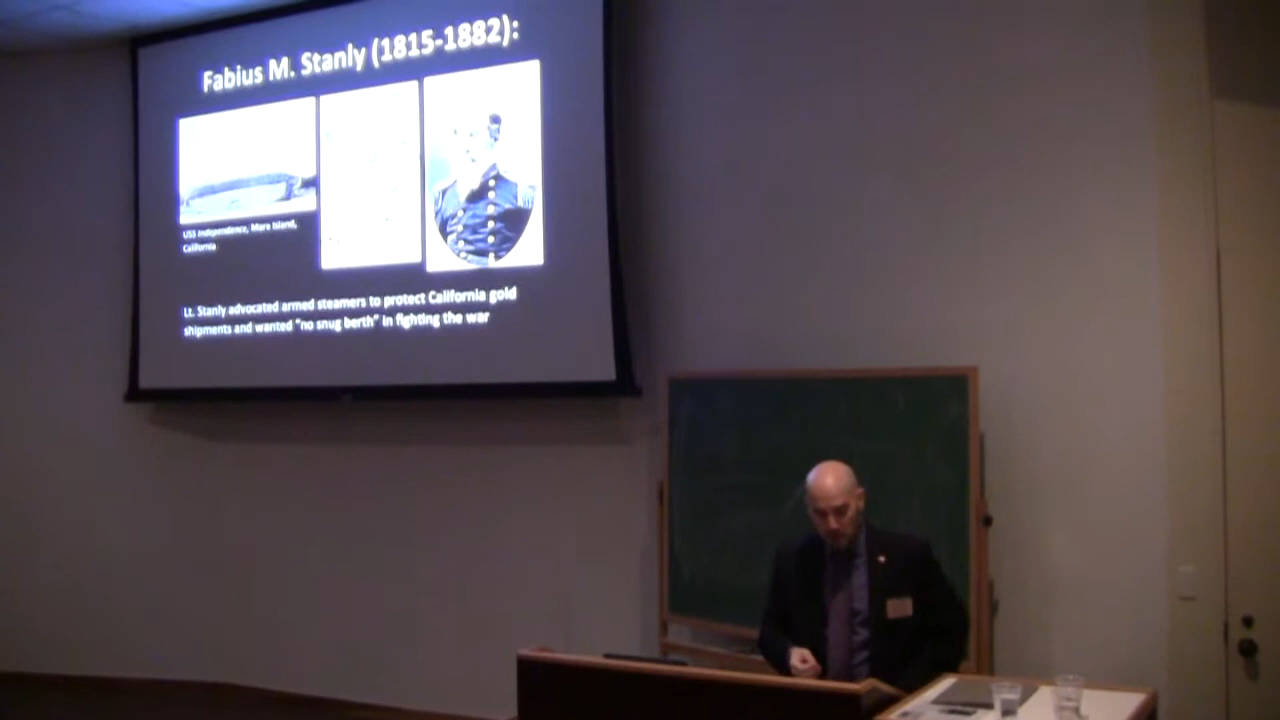 Fabius M. Stanly (1815-1882):
USS Independence, Mare Island,
California
Lt. Stanly advocated armed steamers to protect California gold
shipments and wanted "no snug berth" in fighting the war